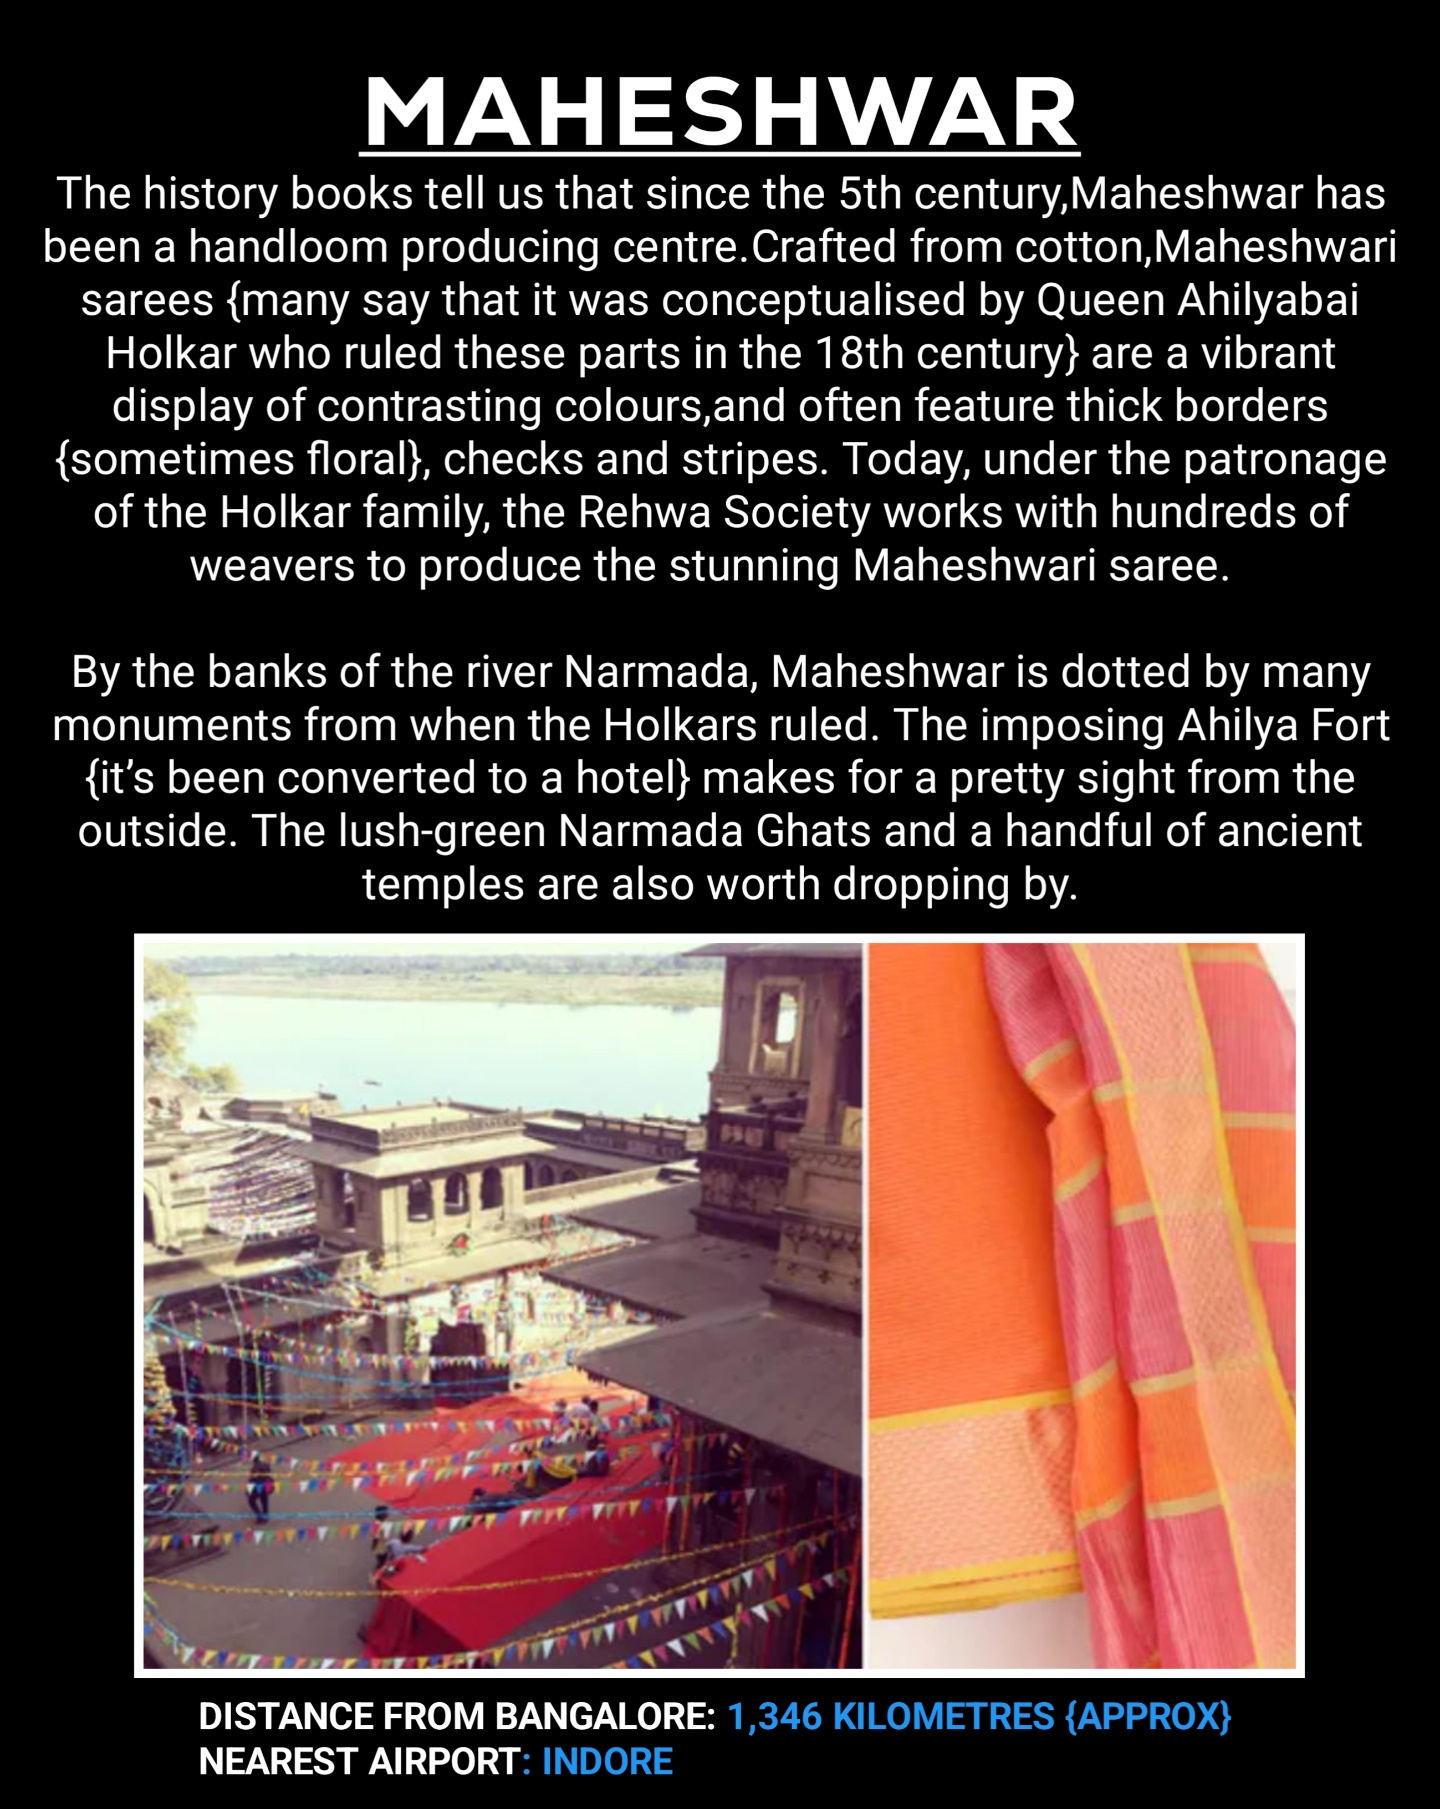 MAHESHWAR
The history books tell us that since the 5th century,Maheshwar has
been a handloom producing centre.Crafted from cotton,Maheshwari
sarees {many say that it was conceptualised by Queen Ahilyabai
Holkar who ruled these parts in the 18th century} are a vibrant
display of contrasting colours,and often feature thick borders
{sometimes floral}, checks and stripes. Today, under the patronage
of the Holkar family, the Rehwa Society works with hundreds of
weavers to produce the stunning Maheshwari saree.
By the banks of the river Narmada, Maheshwar is dotted by many
monuments from when the Holkars ruled. The imposing Ahilya Fort
{it’s been converted to a hotel} makes for a pretty sight from the
outside. The lush-green Narmada Ghats and a handful of ancient
temples are also worth dropping by.
DISTANCE FROM BANGALORE: 1,346 KILOMETRES {APPROX}
NEAREST AIRPORT: INDORE